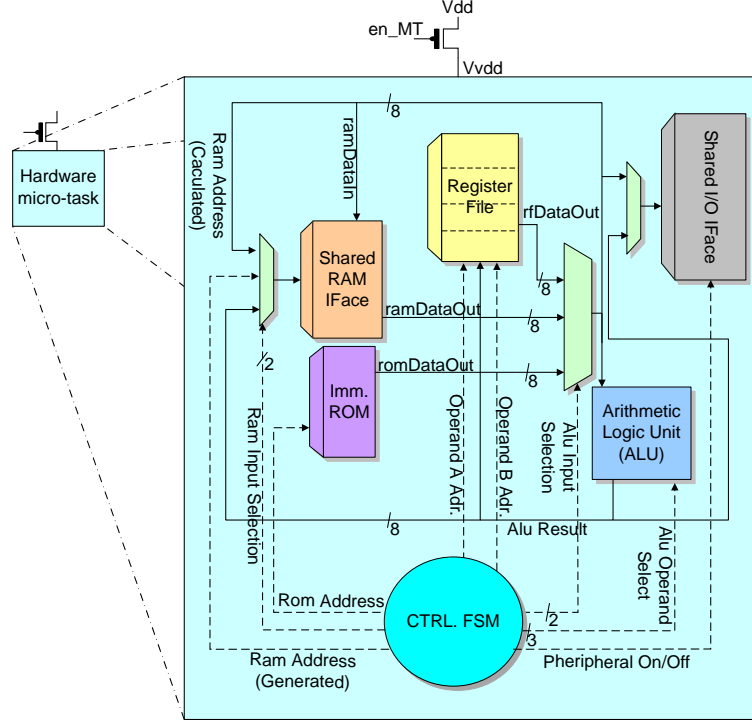 Vdd
en_MT
Vvdd
Hardware
micro-task
Ram Address
(Caculated)
8
ramDataIn
Register
File
Shared I/O IFace
rfDataOut
Shared
RAM
IFace
8
ramDataOut
8
2
romDataOut
8
Imm.
ROM
Arithmetic
Logic Unit
(ALU)
Ram Input Selection
Operand A Adr.
Operand B Adr.
Alu Input
Selection
8
Alu Result
Alu Operand
Select
Rom Address
CTRL. FSM
2
3
Ram Address
(Generated)
Pheripheral On/Off